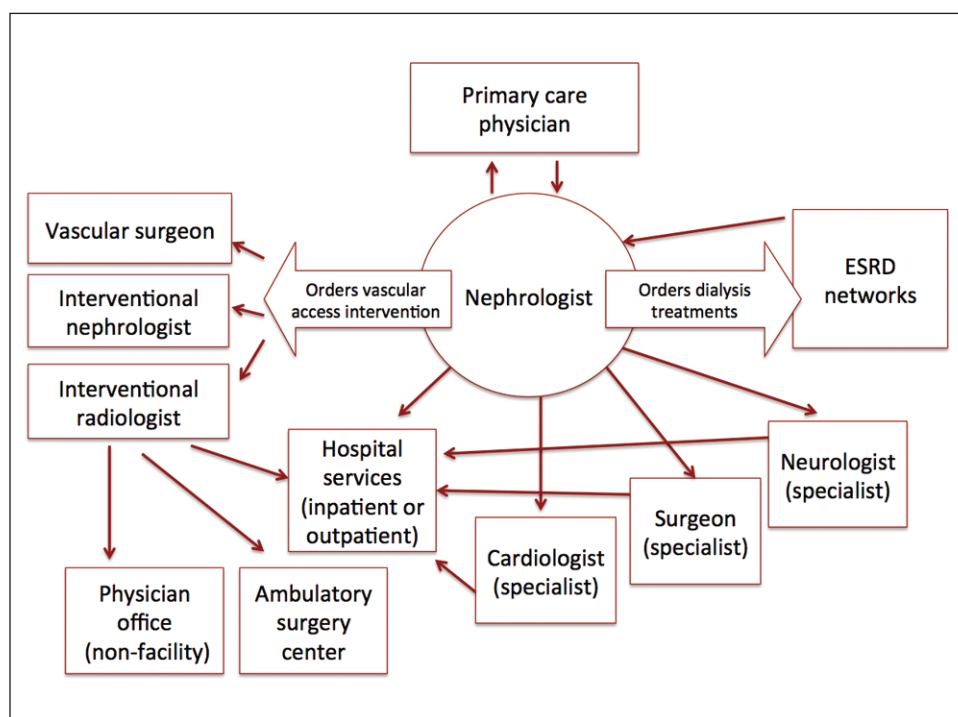 Primary care
physician
Vascular surgeon
Interventional
nephrologist
Interventional
radiologist
Orders vascular
access intervention
Nephrologist
Orders dialysis
treatments
ESRD
networks
Hospital
services
(inpatient or
outpatient)
Neurologist
(specialist)
Surgeon
(specialist)
Cardiologist
(specialist)
Physician
office
(non-facility)
Ambulatory
surgery
center